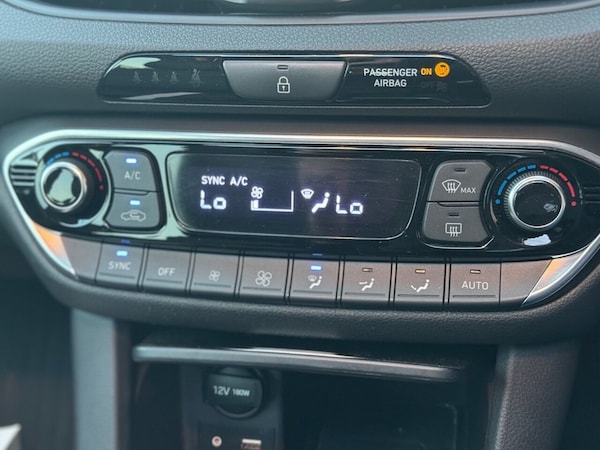 PASSENGER ON
AIRBAG
A/C
SYNC A/C
Lo Lo
MAX
SYNC OFF AUTO
12V 180W